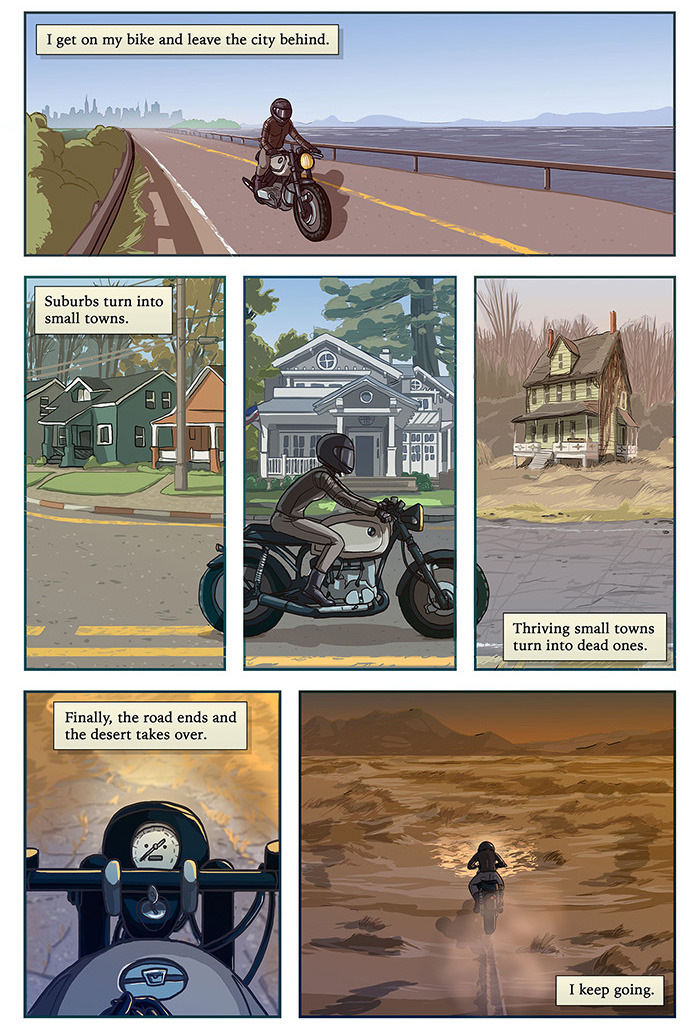 I get on my bike and leave the city behind.
Suburbs turn into
small towns.
Thriving small towns
turn into dead ones.
Finally, the road ends and
the desert takes over.
I keep going.